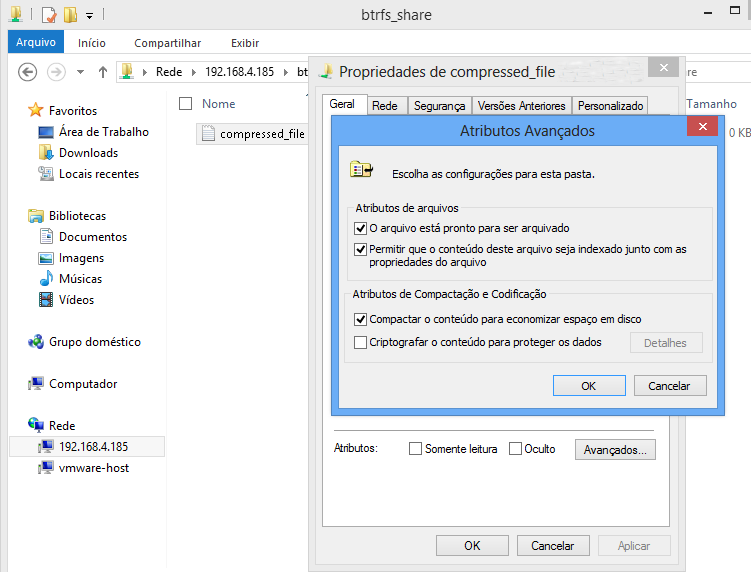 btrfs_share
Arquivo Início Compartilhar Exibir
Rede 192.168.4.185 bt
are
Propriedades de compressed_file
Geral Rede Segurança Versões Anteriores Personalizado
Favoritos
Área de Trabalho
Downloads
Locais recentes
Bibliotecas
Documentos
Imagens
Músicas
Vídeos
Grupo doméstico
Computador
Rede
192.168.4.185
vmware-host
Nome
Tamanho
compressed_file
0 KB
Atributos Avançados
Escolha as configurações para esta pasta.
Atributos de arquivos
O arquivo está pronto para ser arquivado
Permitir que o conteúdo deste arquivo seja indexado junto com as
propriedades do arquivo
Atributos de Compactação e Codificação
Compactar o conteúdo para economizar espaço em disco
Criptografar o conteúdo para proteger os dados
Detalhes
OK Cancelar
Atributos: Somente leitura Oculto Avançados...
OK Cancelar Aplicar